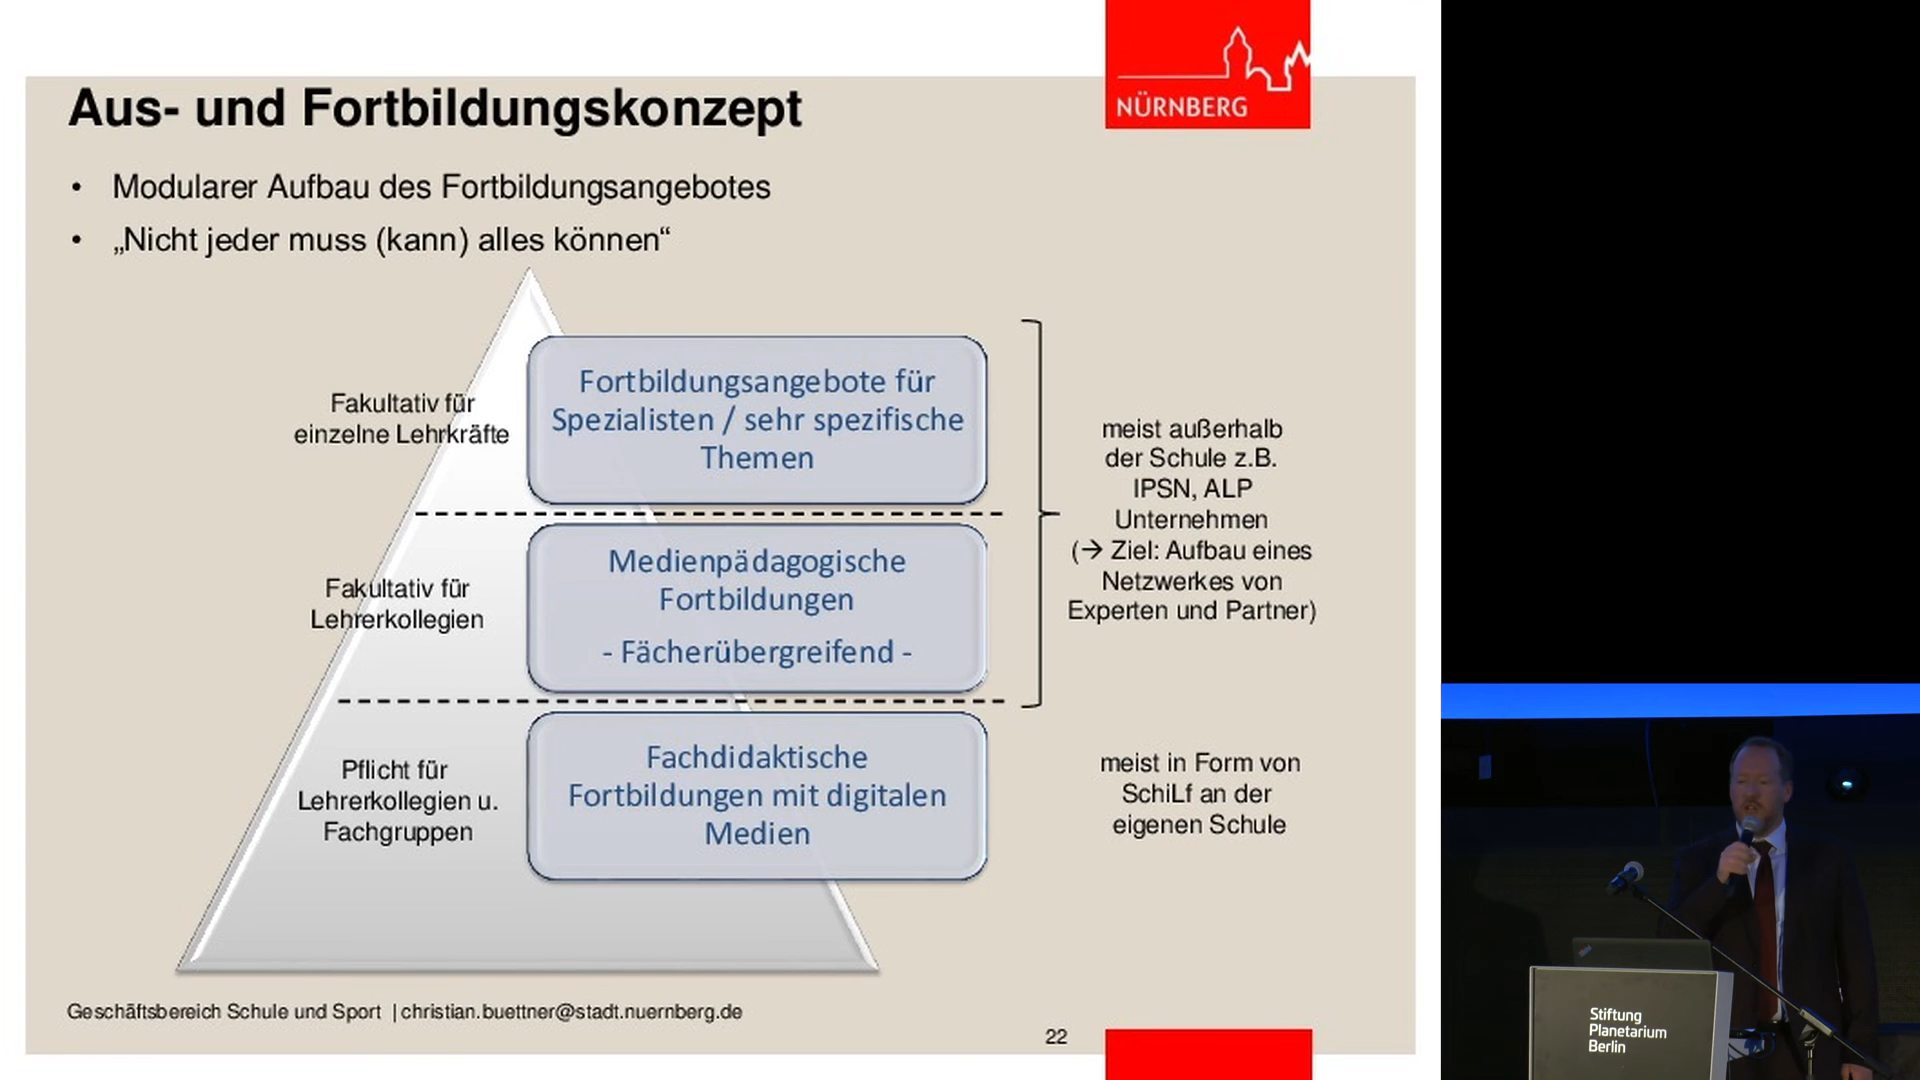 NÜRNBERG
Aus- und Fortbildungskonzept
• Modularer Aufbau des Fortbildungsangebotes
• „Nicht jeder muss (kann) alles können“
Fakultativ für
einzelne Lehrkräfte
Fortbildungsangebote für
Spezialisten / sehr spezifische
Themen
Fakultativ für
Lehrerkollegien
Medienpädagogische
Fortbildungen
- Fächerübergreifend -
meist außerhalb
der Schule z.B.
IPSN, ALP
Unternehmen
(→ Ziel: Aufbau eines
Netzwerkes von
Experten und Partner)
Pflicht für
Lehrerkollegien u.
Fachgruppen
Fachdidaktische
Fortbildungen mit digitalen
Medien
meist in Form von
SchiLf an der
eigenen Schule
Geschäftsbereich Schule und Sport | christian.buettner@stadt.nuernberg.de
22
Stiftung
Planetarium
Berlin